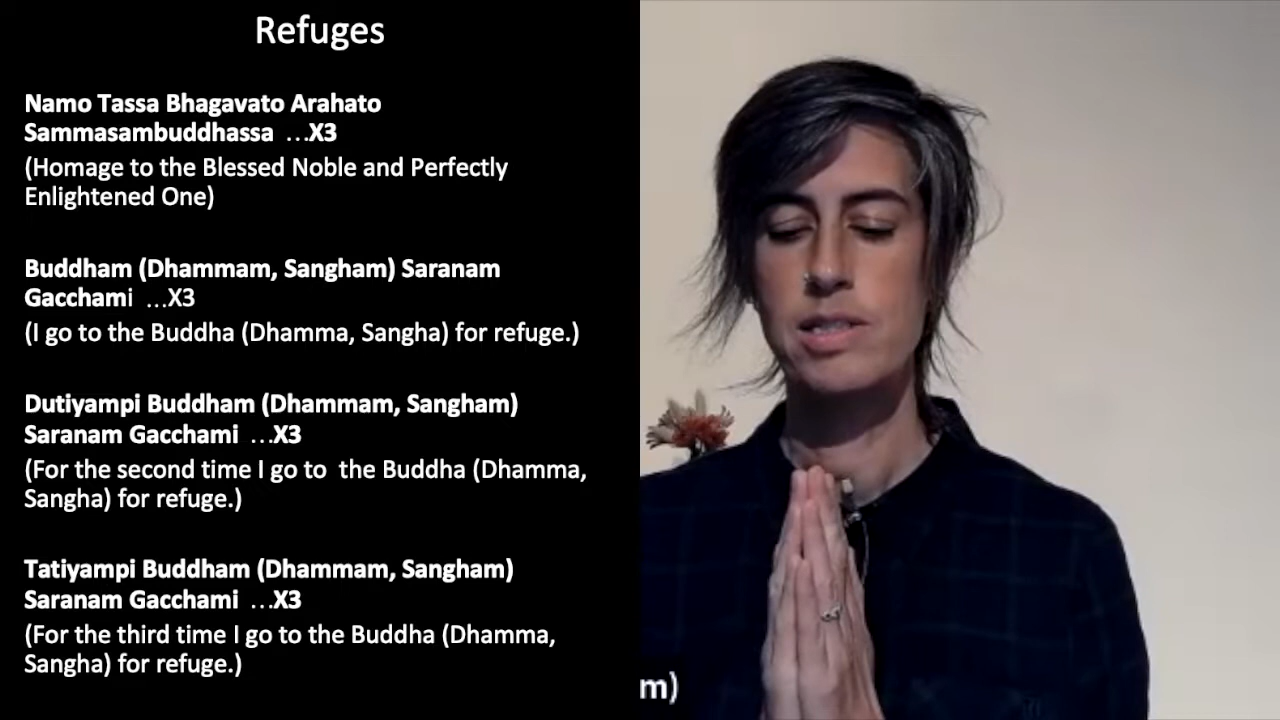 Refuges
Namo Tassa Bhagavato Arahato
Sammasambuddhassa ...X3
(Homage to the Blessed Noble and Perfectly
Enlightened One)
Buddham (Dhammam, Sangham) Saranam
Gacchami ...X3
(I go to the Buddha (Dhamma, Sangha) for refuge.)
Dutiyampi Buddham (Dhammam, Sangham)
Saranam Gacchami ...X3
(For the second time I go to the Buddha (Dhamma,
Sangha) for refuge.)
Tatiyampi Buddham (Dhammam, Sangham)
Saranam Gacchami ...X3
(For the third time I go to the Buddha (Dhamma,
Sangha) for refuge.)
m)